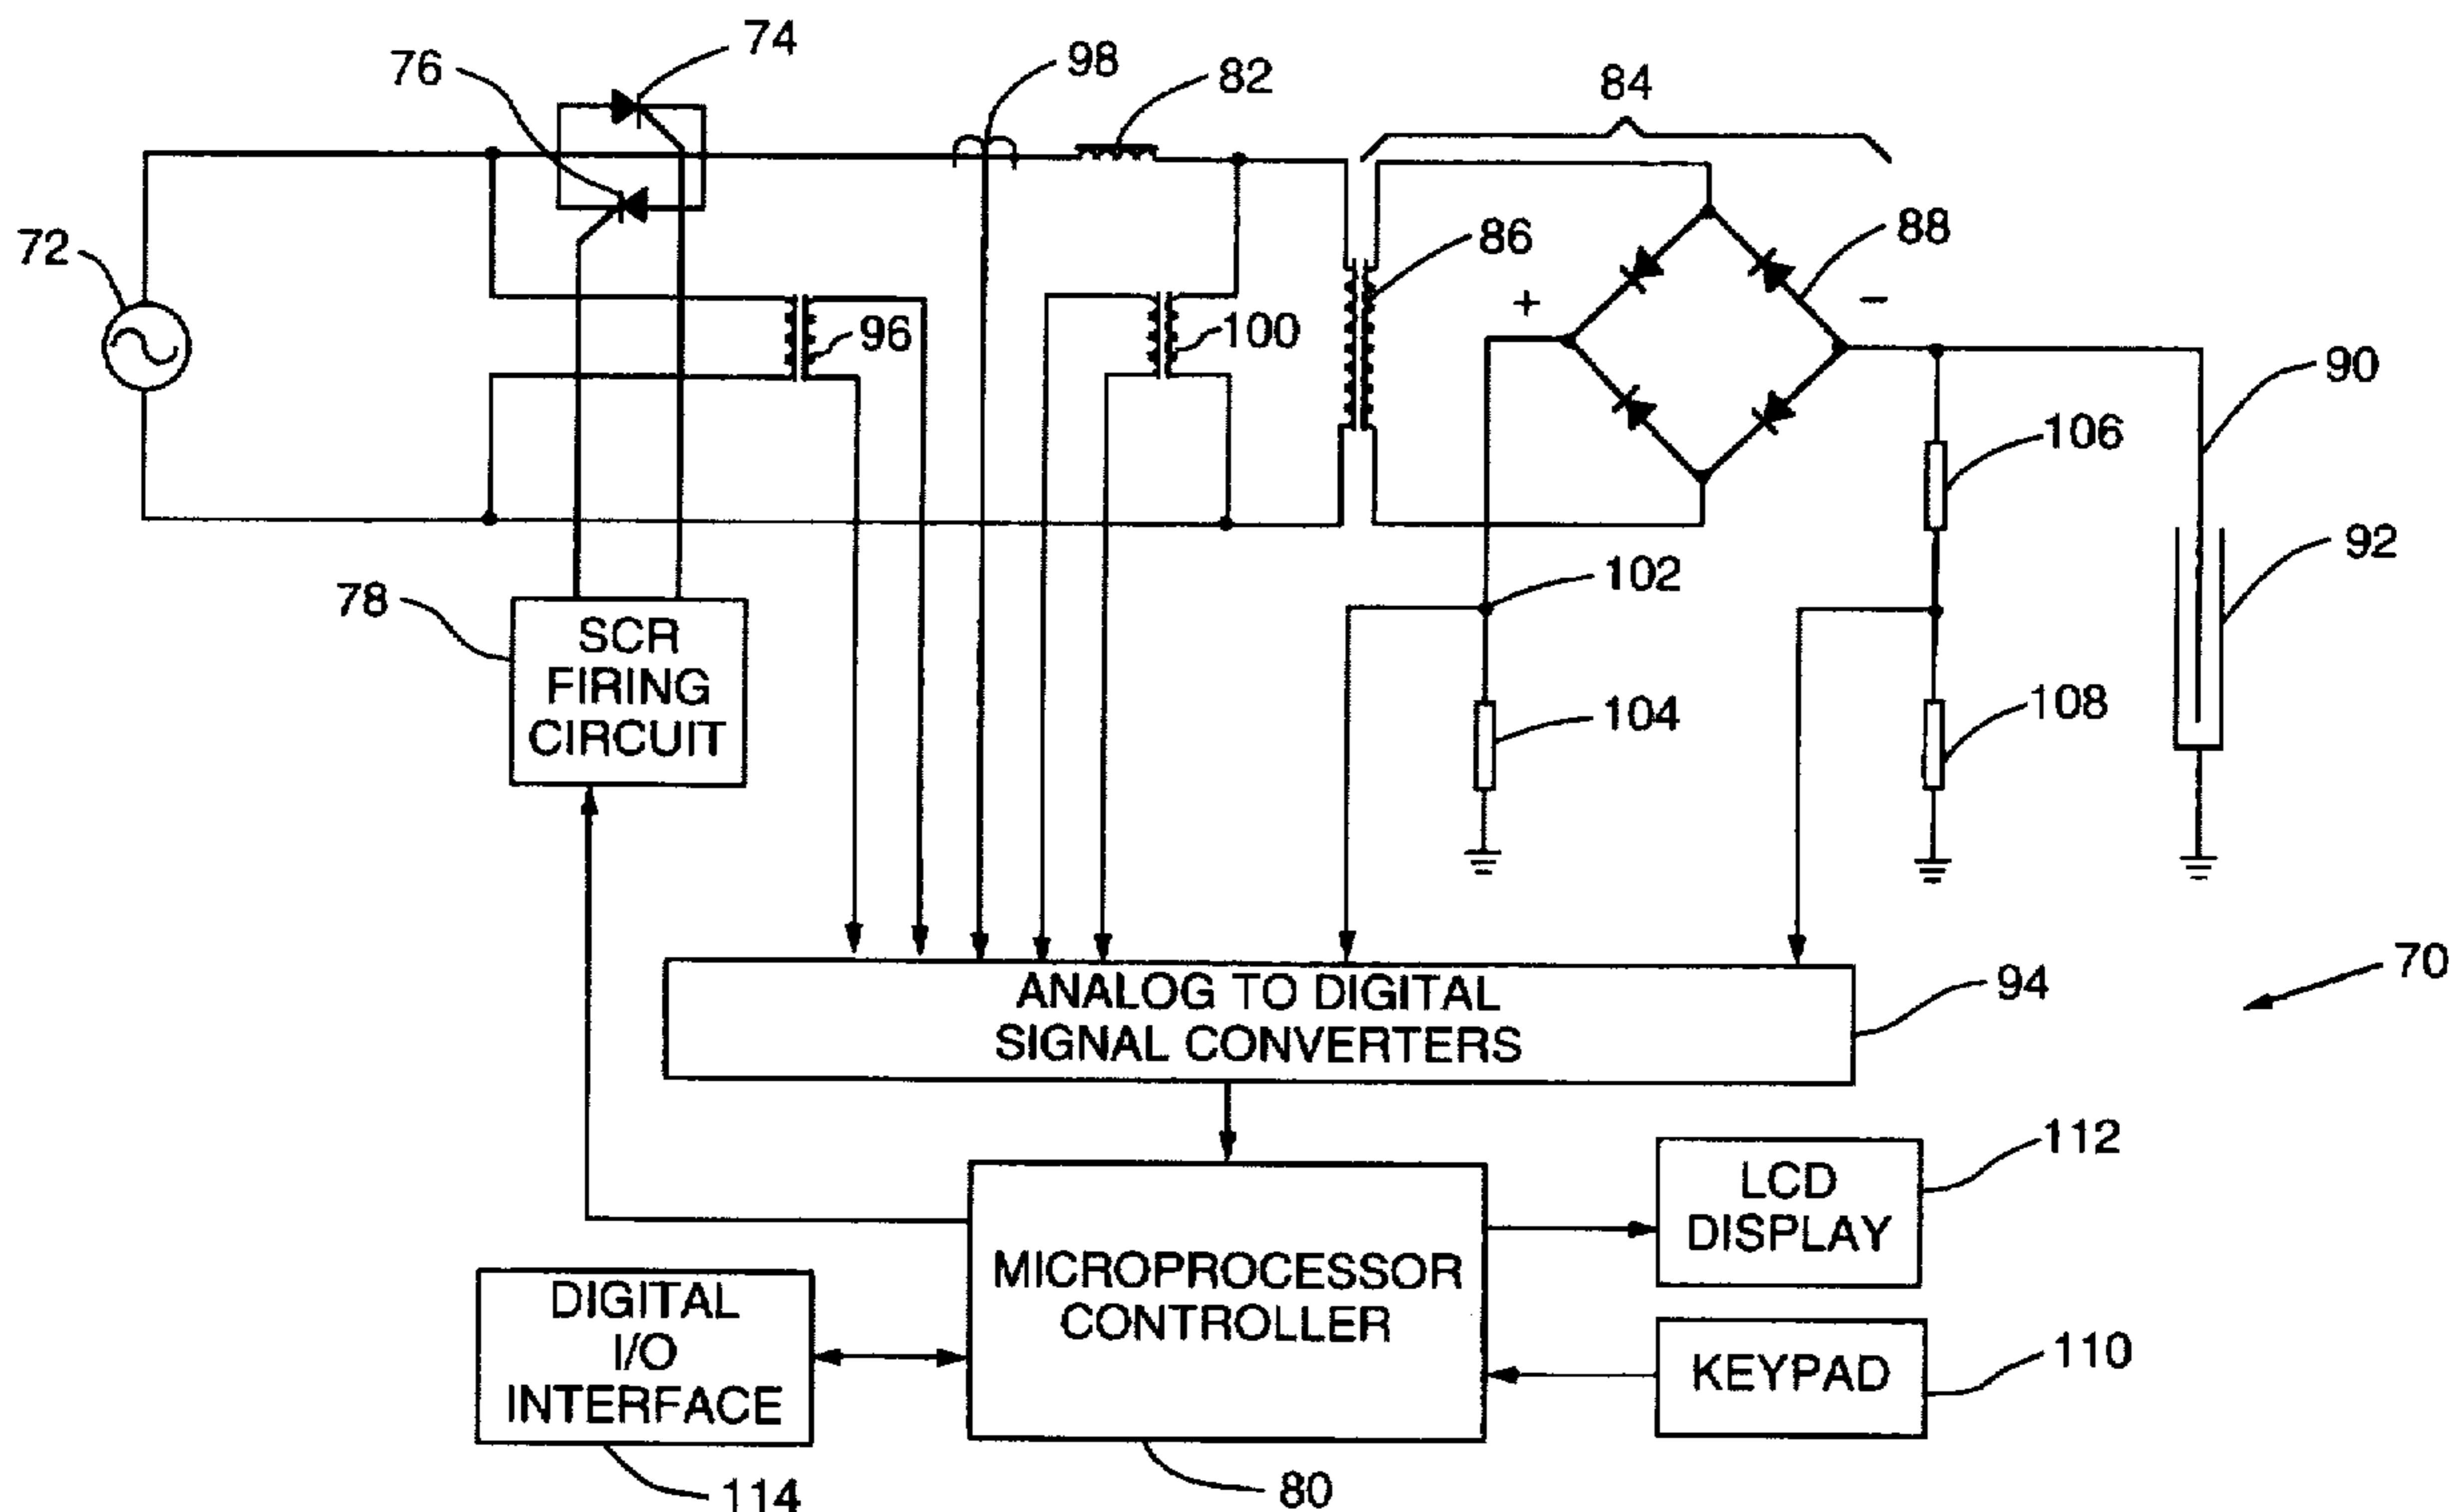 74
98
76
82
84
72
86
88
96
100
+
−
90
106
92
78
SCR
FIRING
CIRCUIT
102
104
108
ANALOG TO DIGITAL
SIGNAL CONVERTERS
94
70
112
LCD
DISPLAY
MICROPROCESSOR
CONTROLLER
DIGITAL
I/O
INTERFACE
KEYPAD
110
114
80